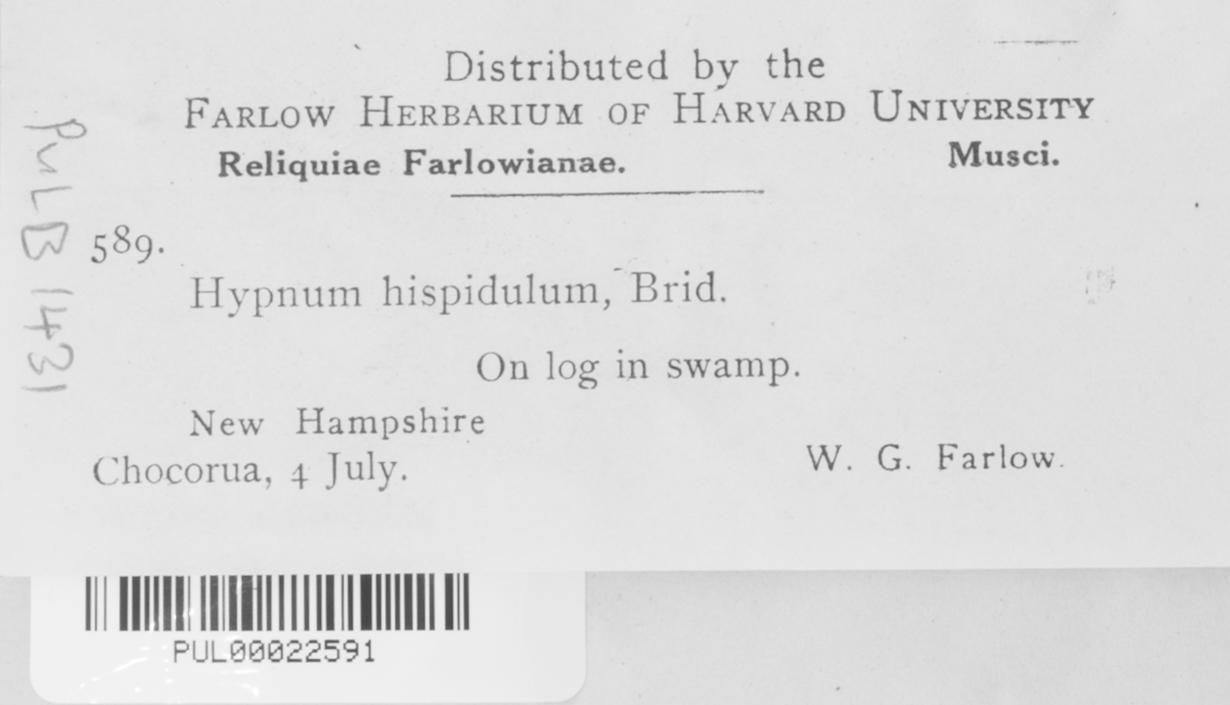 Distributed by the
FARLOW HERBARIUM OF HARVARD UNIVERSITY
Reliquiae Farlowianae. Musci.
PUL B 1431
589.
Hypnum hispidulum, Brid.
On log in swamp.
New Hampshire
Chocorua, 4 July.
W. G. Farlow.
PUL00022591